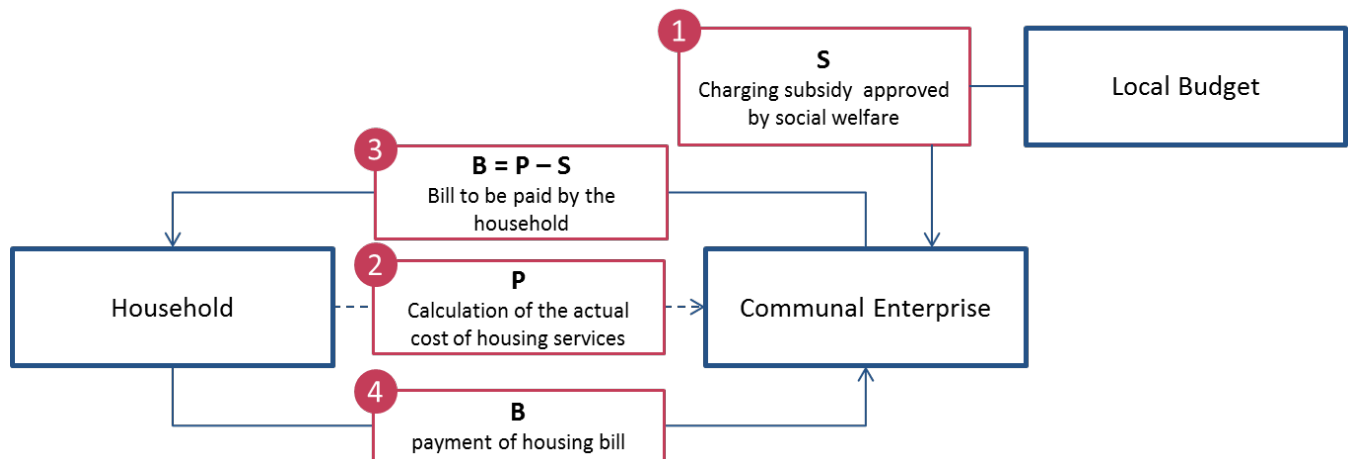 1
S
Charging subsidy approved
by social welfare
Local Budget
3
B = P – S
Bill to be paid by the
household
Household
2
P
Calculation of the actual
cost of housing services
Communal Enterprise
4
B
payment of housing bill